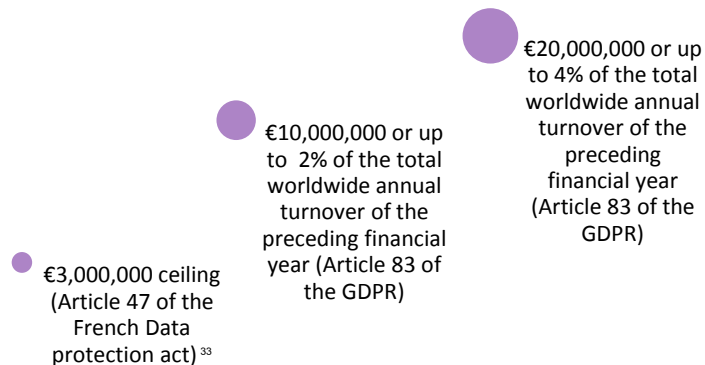 €20,000,000 or up
to 4% of the total
worldwide annual
turnover of the
preceding
financial year
(Article 83 of the
GDPR)
€10,000,000 or up
to 2% of the total
worldwide annual
turnover of the
preceding financial
year (Article 83 of
the GDPR)
€3,000,000 ceiling
(Article 47 of the
French Data
protection act) 33